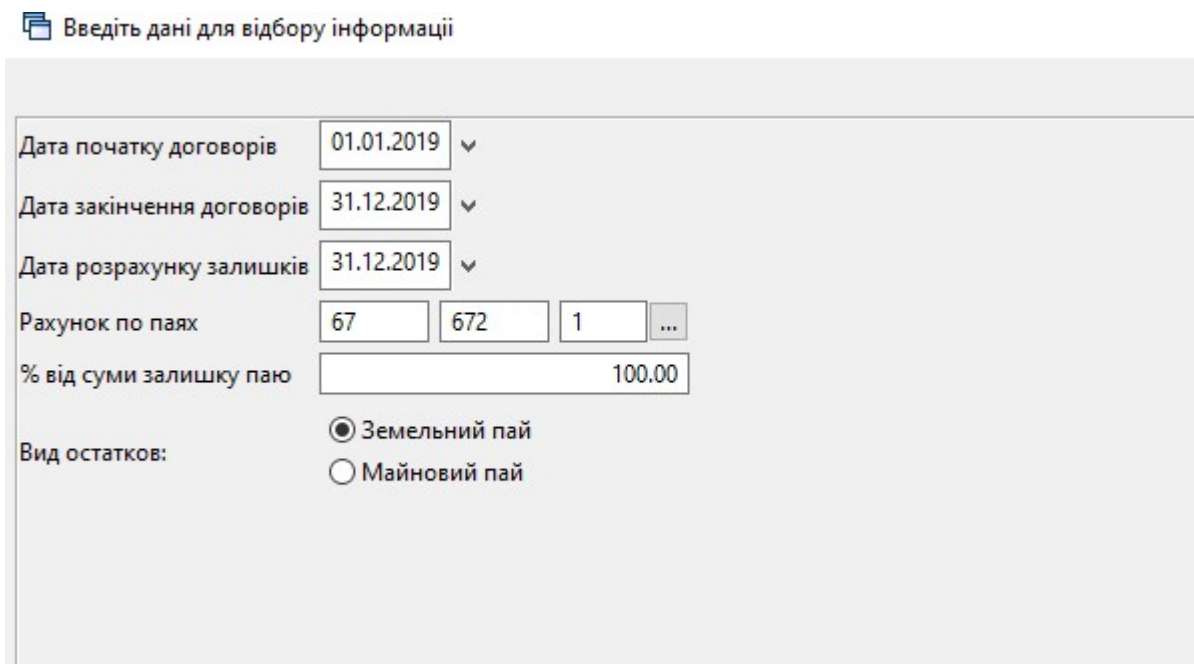 Введіть дані для відбору інформаціі
Дата початку договорів 01.01.2019
Дата закінчення договорів 31.12.2019
Дата розрахунку залишків 31.12.2019
Рахунок по паях 67 672 1 ...
% від суми залишку паю 100.00
Вид остатков:
Земельний пай
Майновий пай